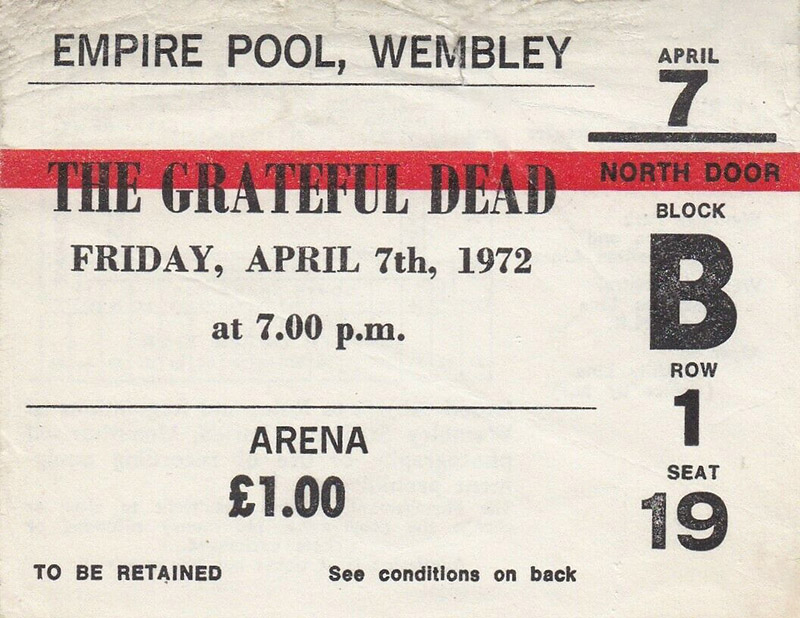 EMPIRE POOL, WEMBLEY
THE GRATEFUL DEAD
FRIDAY, APRIL 7th, 1972
at 7.00 p.m.
ARENA
£1.00
TO BE RETAINED
See conditions on back
APRIL
7
NORTH DOOR
BLOCK
B
ROW
1
SEAT
19